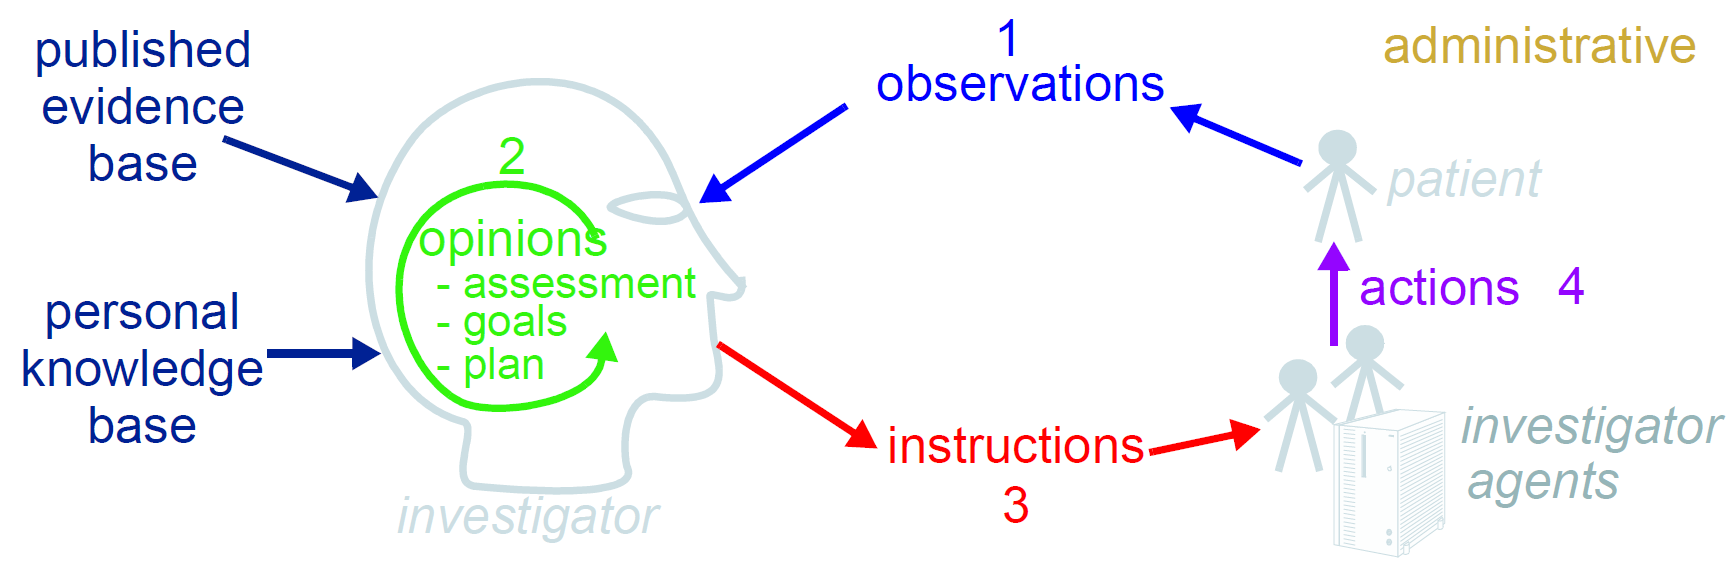 published
evidence
base
personal
knowledge
base
2
opinions
- assessment
- goals
- plan
investigator
1
observations
administrative
patient
actions 4
instructions
3
investigator
agents